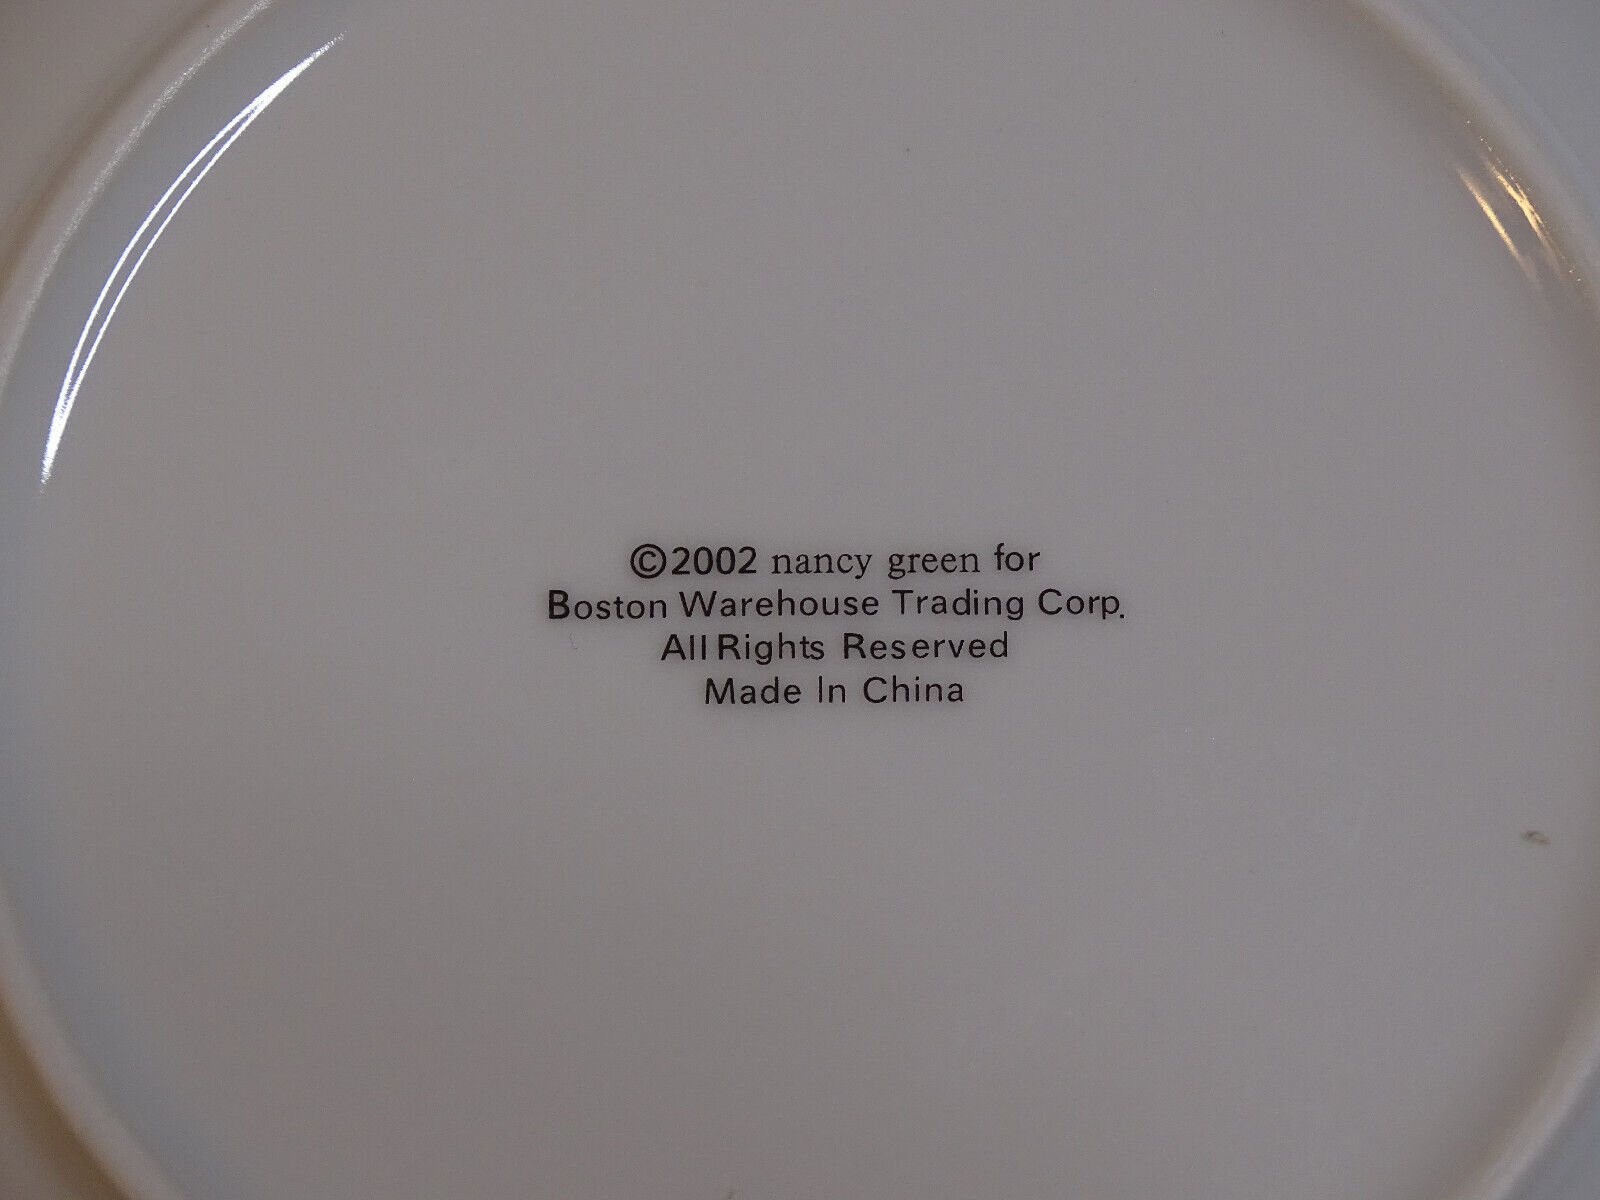 ©2002 nancy green for
Boston Warehouse Trading Corp.
All Rights Reserved
Made In China